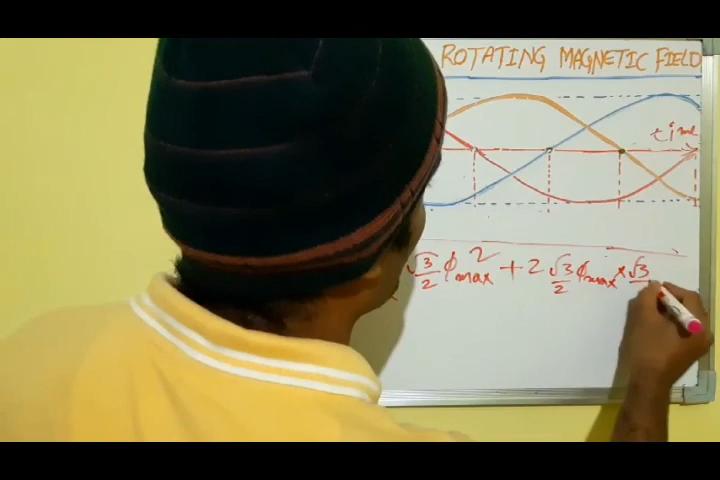 ROTATING MAGNETIC FIELD
time
√3/2 ϕmax² + 2 √3/2 ϕmax × √3